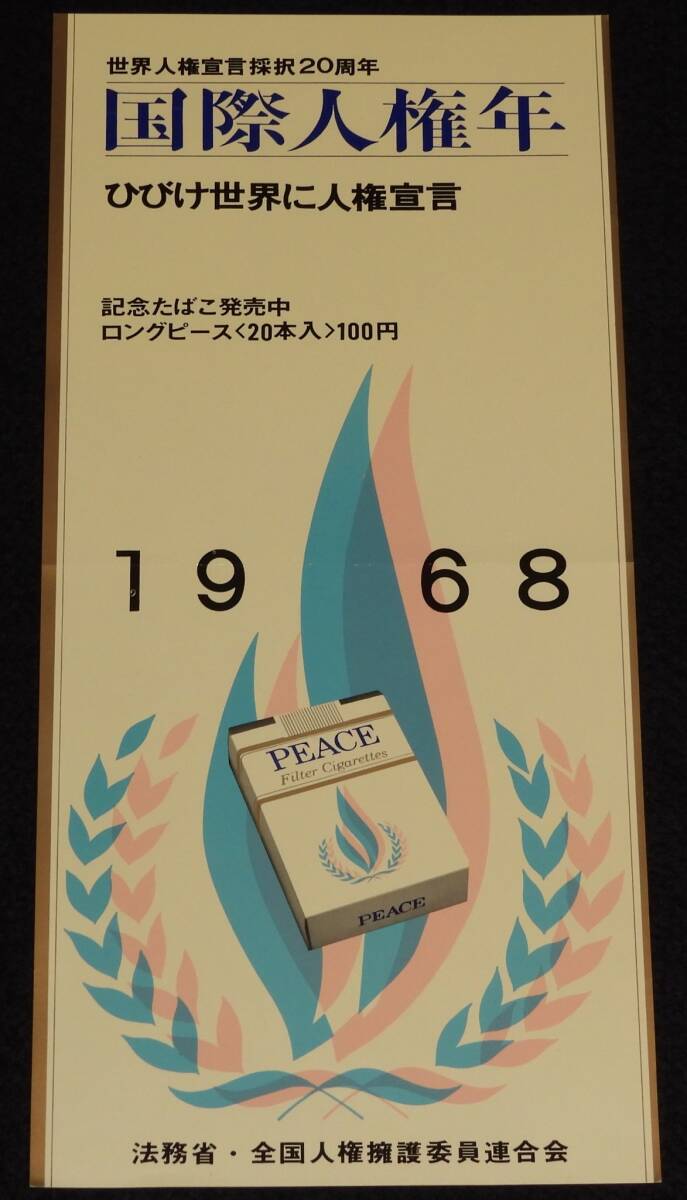 世界人権宣言採択20周年
国際人権年
ひびけ世界に人権宣言
記念たばこ発売中
ロングピース<20本入>100円
1968
PEACE
Filter Cigarettes
PEACE
法務省・全国人権擁護委員連合会